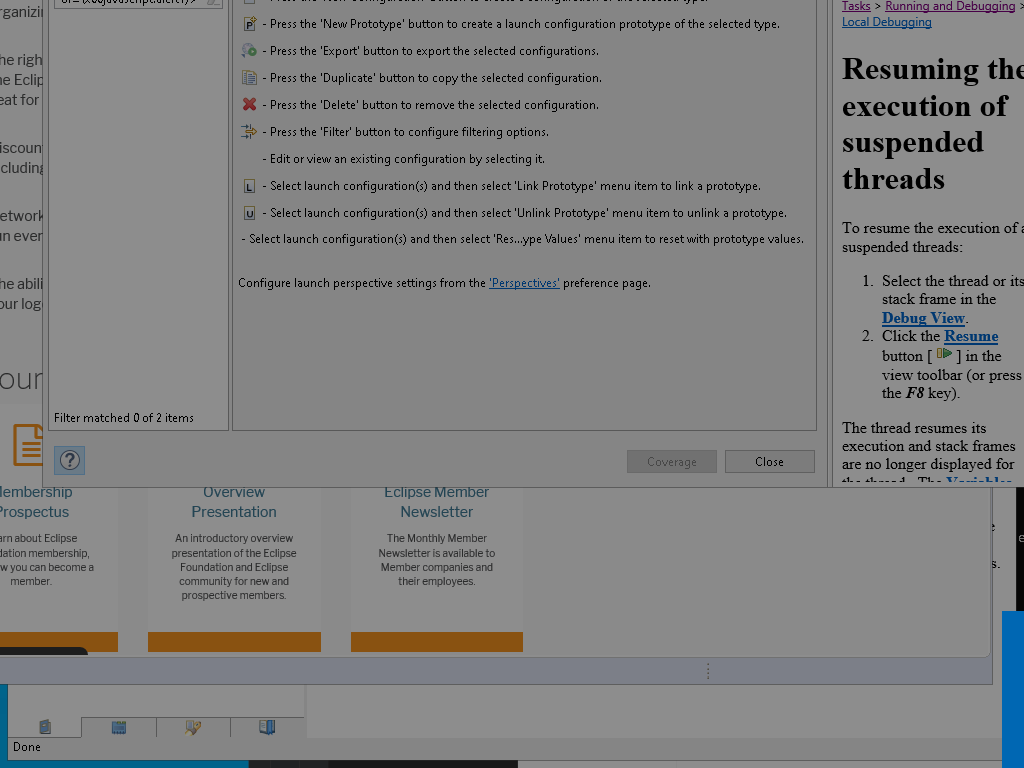 - Press the 'New Prototype' button to create a launch configuration prototype of the selected type.
- Press the 'Export' button to export the selected configurations.
- Press the 'Duplicate' button to copy the selected configuration.
- Press the 'Delete' button to remove the selected configuration.
- Press the 'Filter' button to configure filtering options.
- Edit or view an existing configuration by selecting it.
- Select launch configuration(s) and then select 'Link Prototype' menu item to link a prototype.
- Select launch configuration(s) and then select 'Unlink Prototype' menu item to unlink a prototype.
- Select launch configuration(s) and then select 'Res...ype Values' menu item to reset with prototype values.
Configure launch perspective settings from the 'Perspectives' preference page.
Filter matched 0 of 2 items
Coverage
Close
Tasks > Running and Debugging >
Local Debugging
Resuming the
execution of
suspended
threads
To resume the execution of a
suspended threads:
1. Select the thread or its
stack frame in the
Debug View.
2. Click the Resume
button [ ] in the
view toolbar (or press
the F8 key).
The thread resumes its
execution and stack frames
are no longer displayed for
the thread. The Variables
he righ
e Eclip
eat for
iscoun
cluding
etwork
n ever
he abili
our log
our
embership
Prospectus
arn about Eclipse
dation membership,
w you can become a
member.
Overview
Presentation
An introductory overview
presentation of the Eclipse
Foundation and Eclipse
community for new and
prospective members.
Eclipse Member
Newsletter
The Monthly Member
Newsletter is available to
Member companies and
their employees.
s.
Done